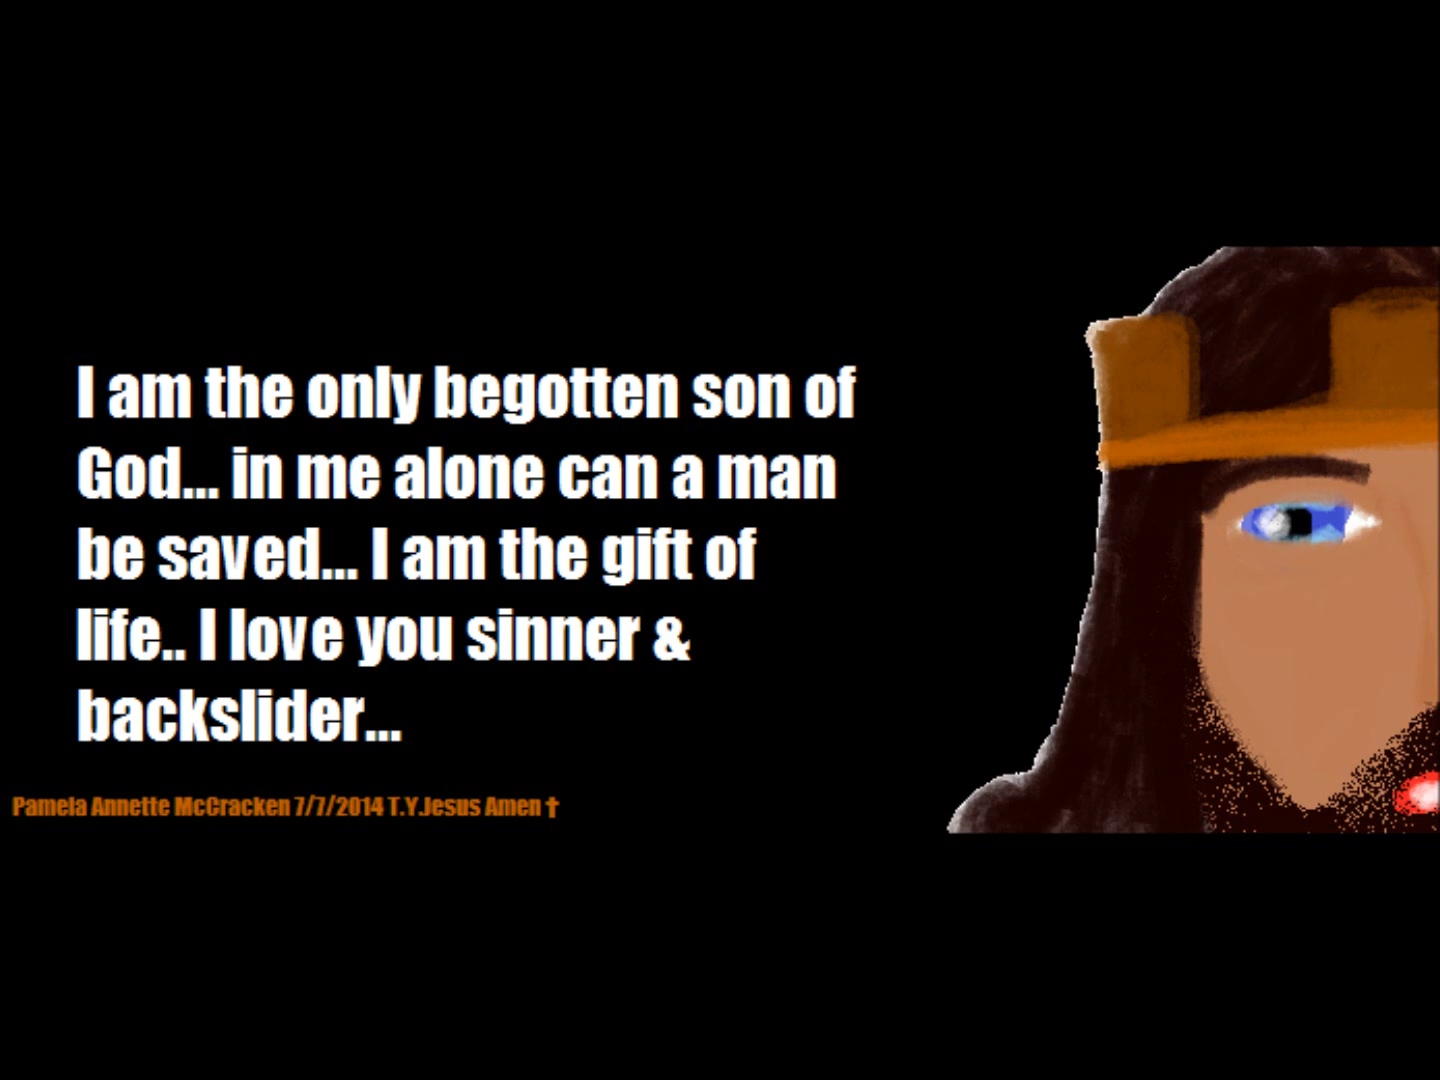 I am the only begotten son of
God... in me alone can a man
be saved... I am the gift of
life.. I love you sinner &
backslider...
Pamela Annette McCracken 7/7/2014 T.Y.Jesus Amen †